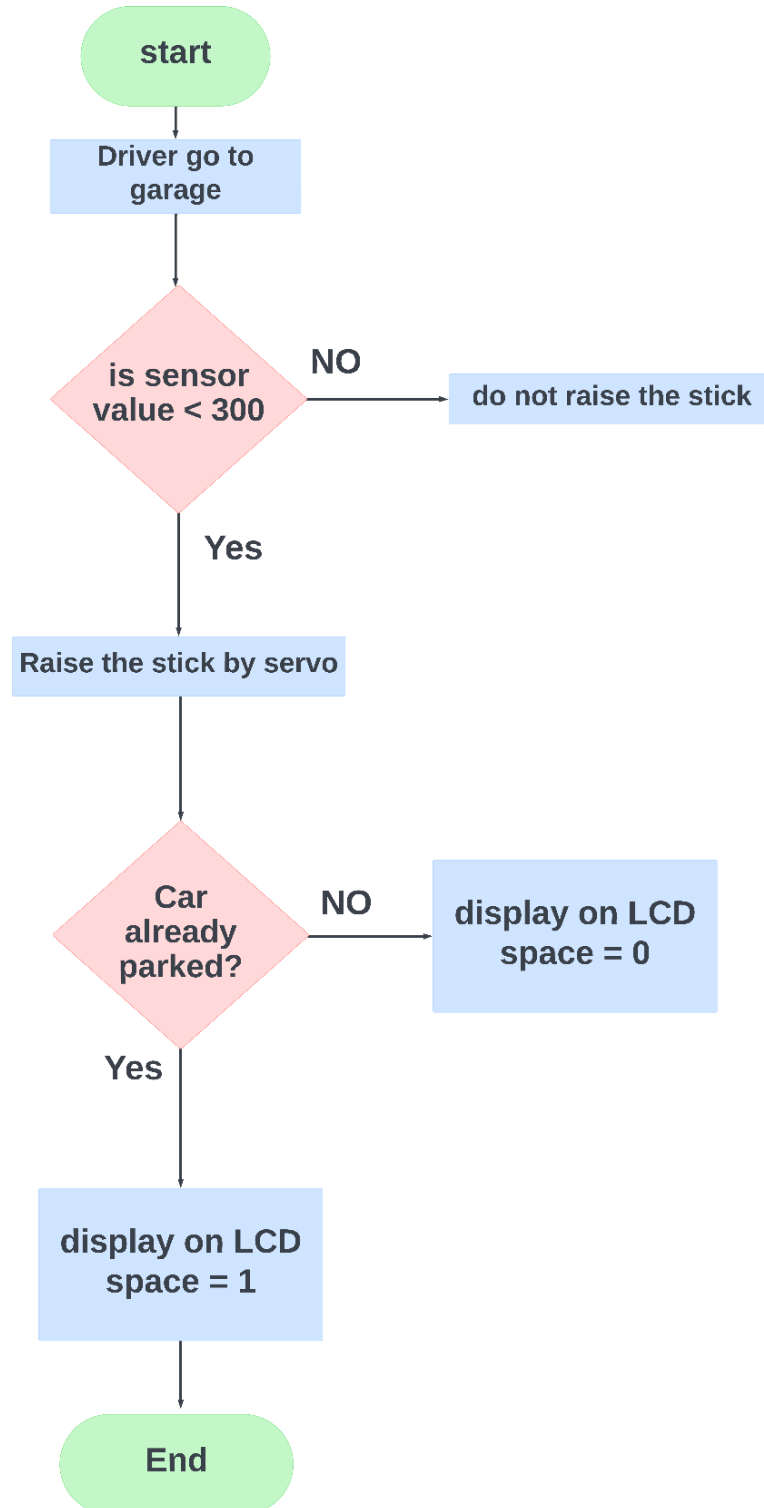 start
Driver go to
garage
is sensor
value < 300
NO
do not raise the stick
Yes
Raise the stick by servo
Car
already
parked?
NO
display on LCD
space = 0
Yes
display on LCD
space = 1
End